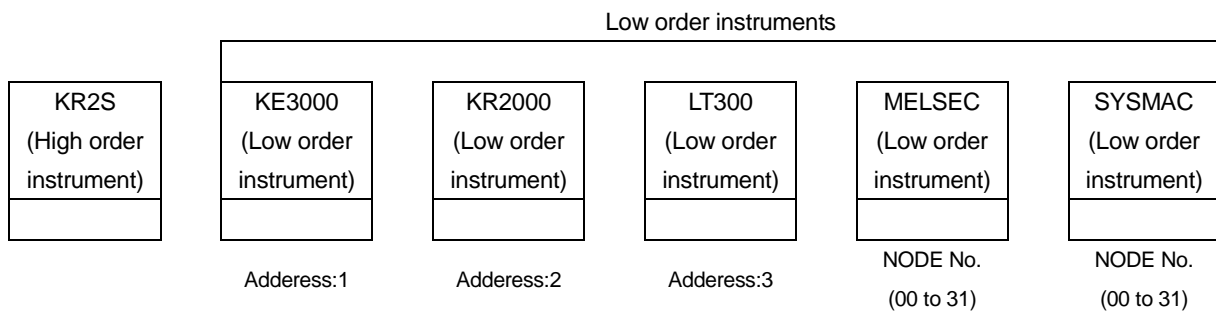 Low order instruments
KR2S
(High order
instrument)
KE3000
(Low order
instrument)
KR2000
(Low order
instrument)
LT300
(Low order
instrument)
MELSEC
(Low order
instrument)
SYSMAC
(Low order
instrument)
Adderess:1
Adderess:2
Adderess:3
NODE No.
(00 to 31)
NODE No.
(00 to 31)